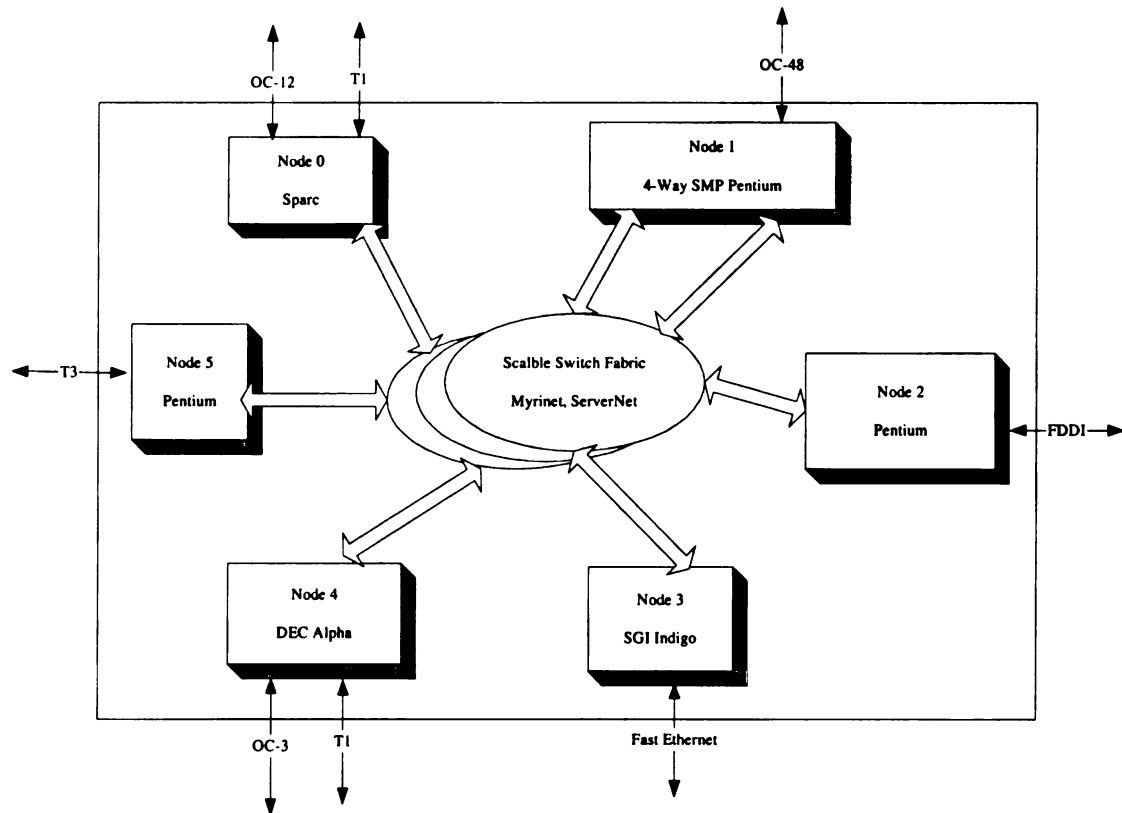 OC-12
T1
OC-48
Node 0
Sparc
Node 1
4-Way SMP Pentium
Scalble Switch Fabric
Myrinet, ServerNet
Node 5
Pentium
T3
Node 2
Pentium
FDDI
Node 4
DEC Alpha
Node 3
SGI Indigo
OC-3
T1
Fast Ethernet